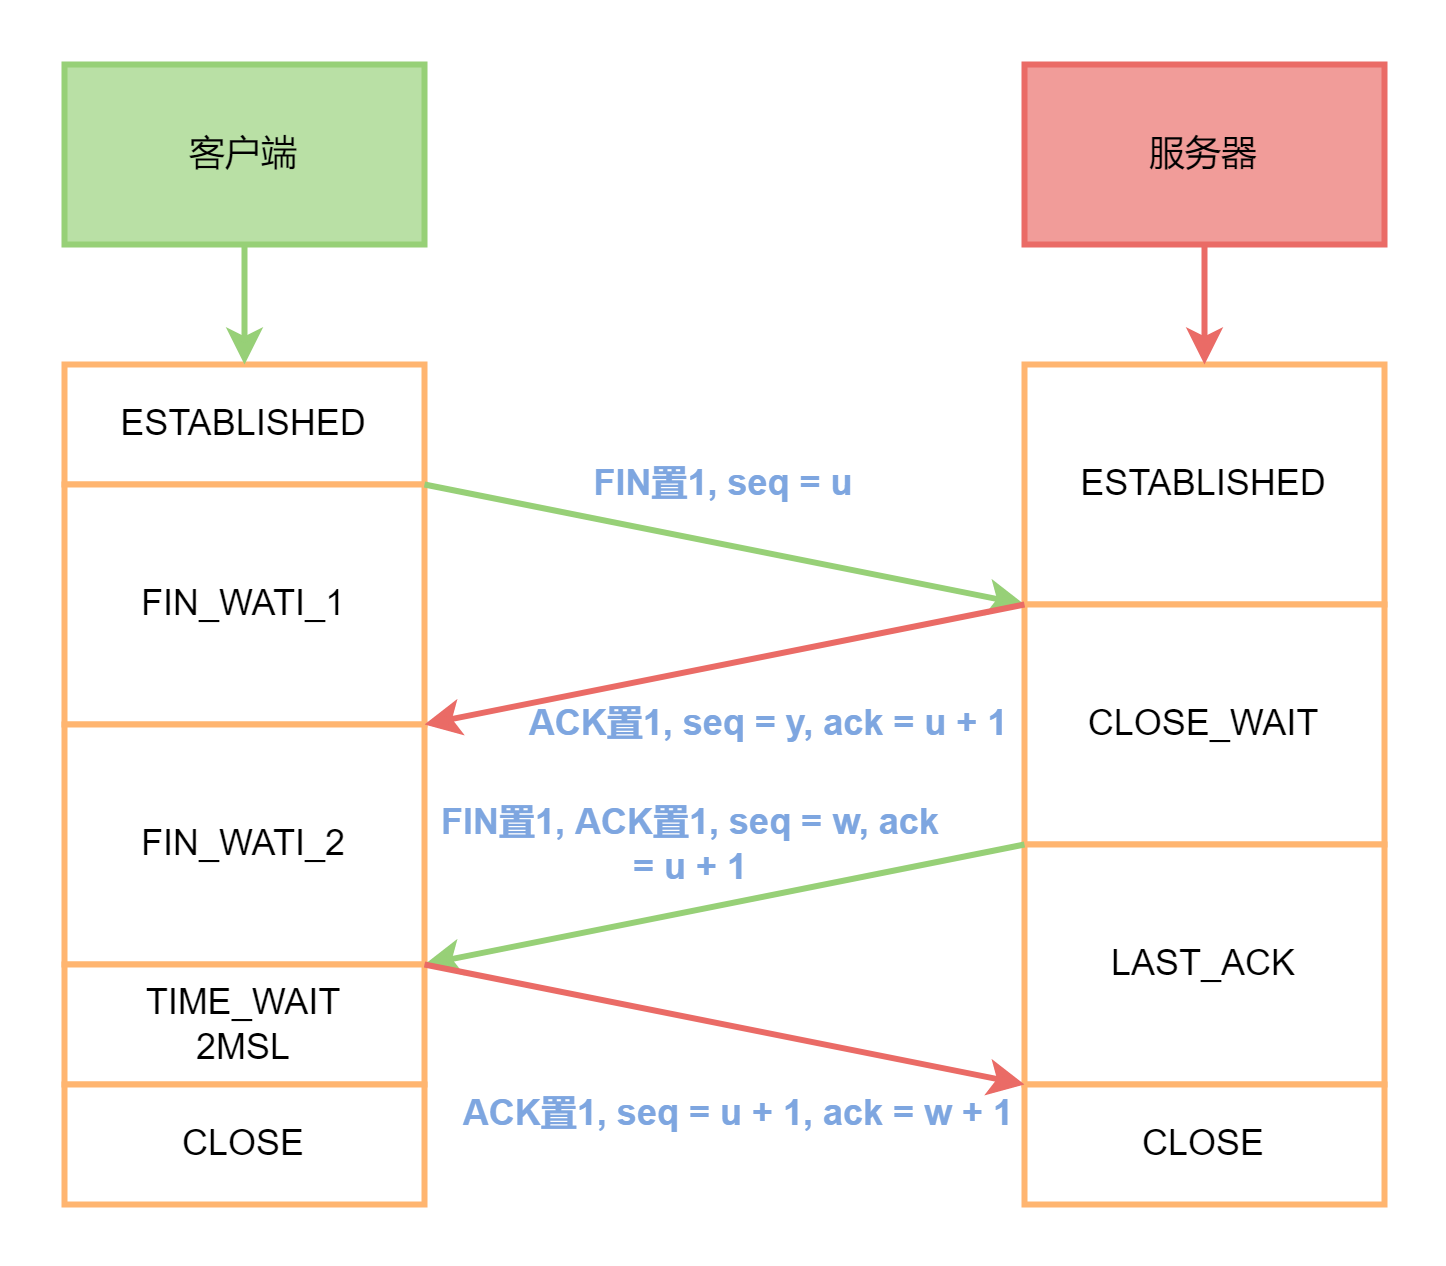 客户端
服务器
ESTABLISHED
FIN置1, seq = u
ESTABLISHED
FIN_WATI_1
ACK置1, seq = y, ack = u + 1
CLOSE_WAIT
FIN_WATI_2
FIN置1, ACK置1, seq = w, ack
= u + 1
LAST_ACK
TIME_WAIT
2MSL
ACK置1, seq = u + 1, ack = w + 1
CLOSE
CLOSE